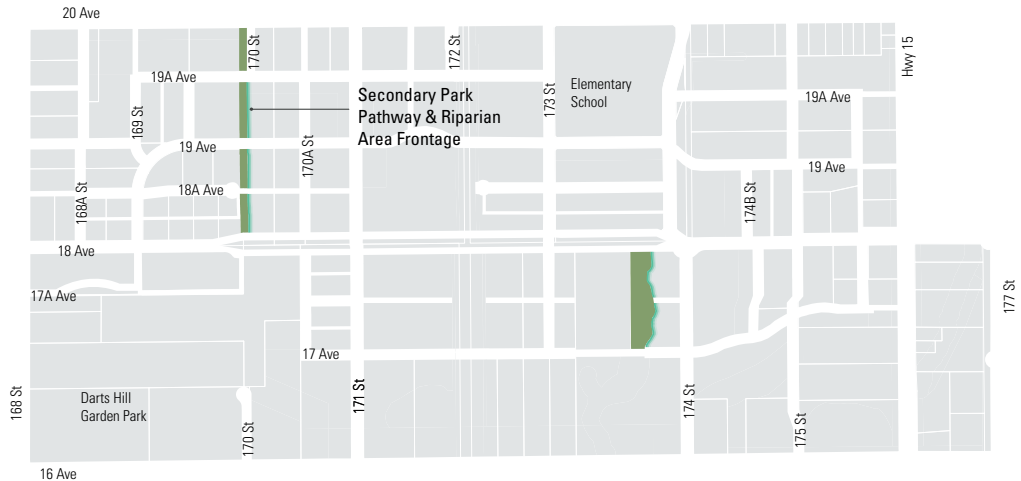 20 Ave
170 St
172 St
Hwy 15
19A Ave
Elementary
School
173 St
Secondary Park
Pathway & Riparian
Area Frontage
19A Ave
169 St
170A St
19 Ave
19 Ave
18A Ave
168A St
174B St
18 Ave
17A Ave
177 St
17 Ave
168 St
Darts Hill
Garden Park
171 St
174 St
170 St
175 St
16 Ave